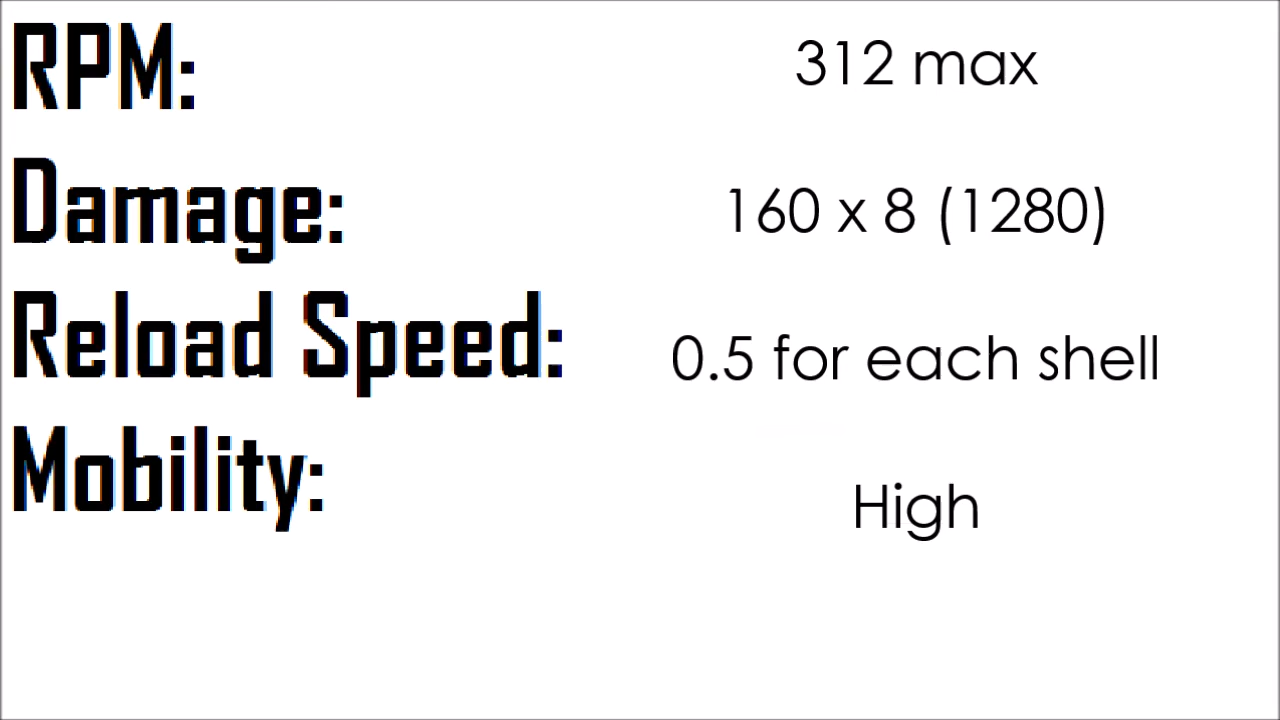 RPM: 312 max
Damage: 160 x 8 (1280)
Reload Speed: 0.5 for each shell
Mobility: High